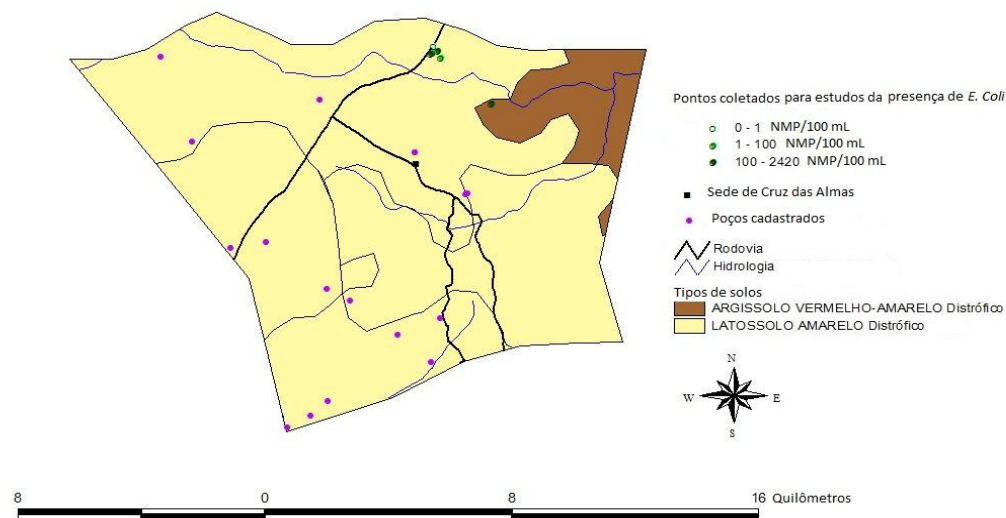 Pontos coletados para estudos da presença de E. Coli
0 - 1 NMP/100 mL
1 - 100 NMP/100 mL
100 - 2420 NMP/100 mL
Sede de Cruz das Almas
Poços cadastrados
Rodovia
Hidrologia
Tipos de solos
ARGISSOLO VERMELHO-AMARELO Distrófico
LATOSSOLO AMARELO Distrófico
N
W E
S
8 0 8 16 Quilômetros